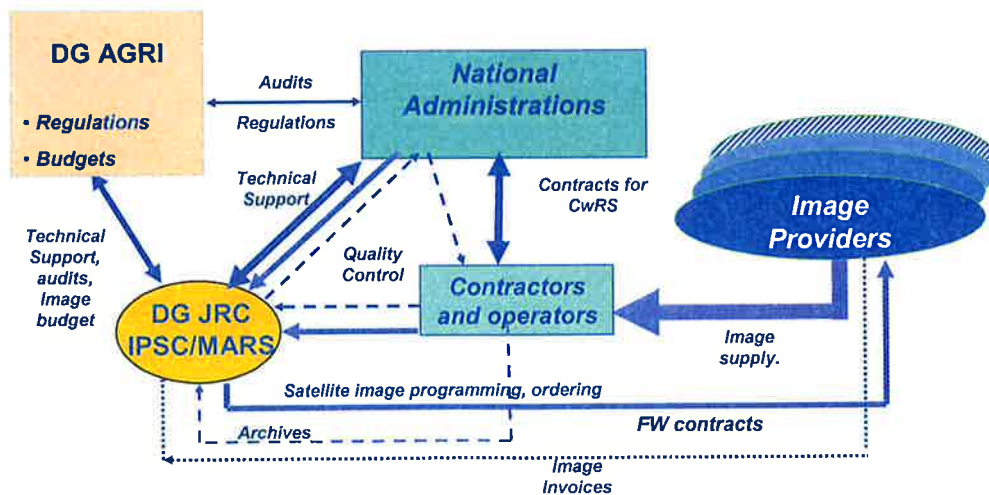 DG AGRI
• Regulations
• Budgets
Audits
Regulations
National
Administrations
Technical
Support
Contracts for
CwRS
Image
Providers
Technical
Support,
audits,
Image
budget
Quality
Control
DG JRC
IPSC/MARS
Contractors
and operators
Image
supply.
Satellite image programming, ordering
FW contracts
Archives
Image
Invoices